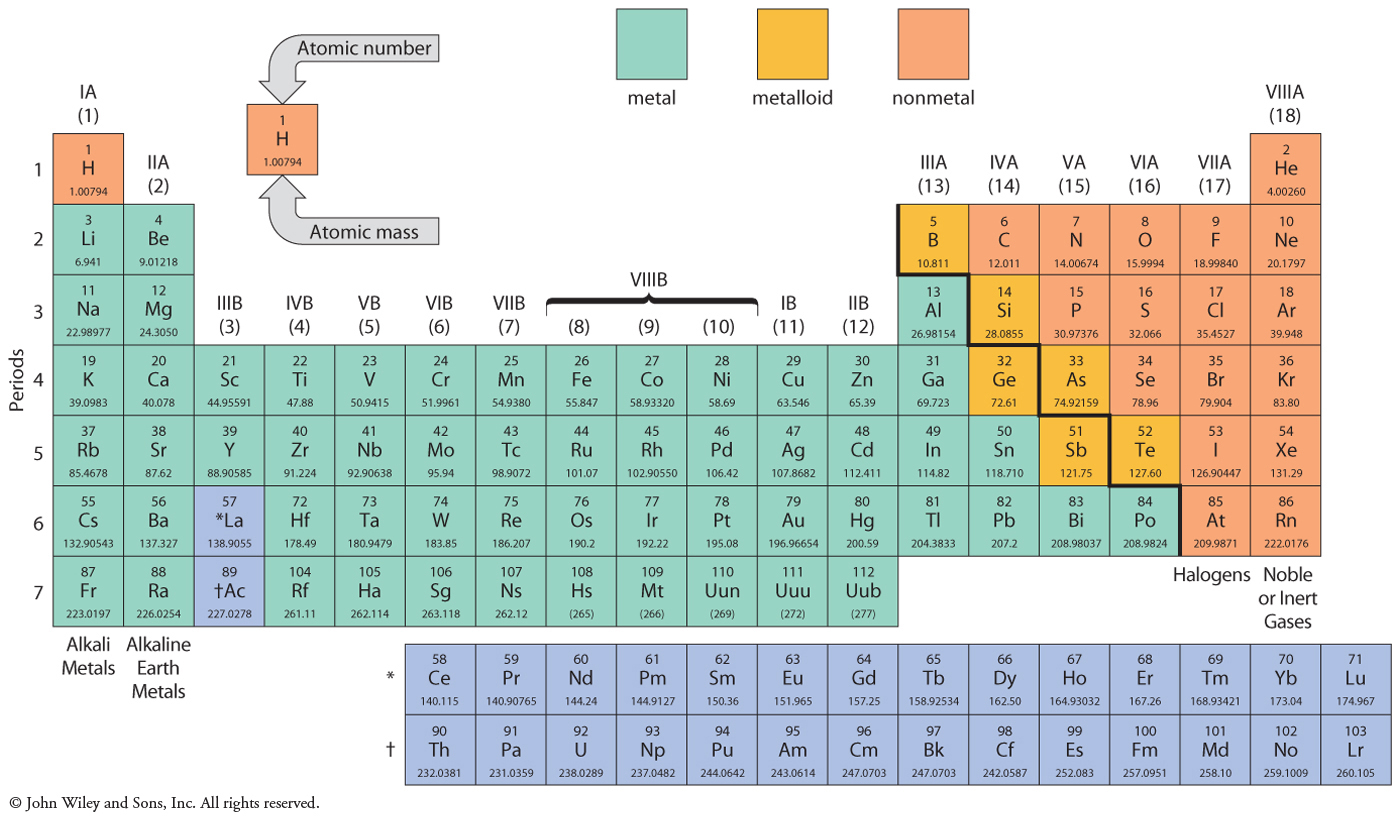 Atomic number
1
H
1.00794
Atomic mass
metal
metalloid
nonmetal
IA
(1)
IIA
(2)
IIIB
(3)
IVB
(4)
VB
(5)
VIB
(6)
VIIB
(7)
VIIIB
(8) (9) (10)
IB
(11)
IIB
(12)
IIIA
(13)
IVA
(14)
VA
(15)
VIA
(16)
VIIA
(17)
VIIIA
(18)
Periods
1
1 2
H He
1.00794 4.00260
2
3 4 5 6 7 8 9 10
Li Be B C N O F Ne
6.941 9.01218 10.811 12.011 14.00674 15.9994 18.99840 20.1797
3
11 12 13 14 15 16 17 18
Na Mg Al Si P S Cl Ar
22.98977 24.3050 26.98154 28.0855 30.97376 32.066 35.4527 39.948
4
19 20 21 22 23 24 25 26 27 28 29 30 31 32 33 34 35 36
K Ca Sc Ti V Cr Mn Fe Co Ni Cu Zn Ga Ge As Se Br Kr
39.0983 40.078 44.95591 47.88 50.9415 51.9961 54.9380 55.847 58.93320 58.69 63.546 65.39 69.723 72.61 74.92159 78.96 79.904 83.80
5
37 38 39 40 41 42 43 44 45 46 47 48 49 50 51 52 53 54
Rb Sr Y Zr Nb Mo Tc Ru Rh Pd Ag Cd In Sn Sb Te I Xe
85.4678 87.62 88.90585 91.224 92.90638 95.94 98.9072 101.07 102.90550 106.42 107.8682 112.411 114.82 118.710 121.75 127.60 126.90447 131.29
6
55 56 57 72 73 74 75 76 77 78 79 80 81 82 83 84 85 86
Cs Ba *La Hf Ta W Re Os Ir Pt Au Hg Tl Pb Bi Po At Rn
132.90543 137.327 138.9055 178.49 180.9479 183.85 186.207 190.2 192.22 195.08 196.96654 200.59 204.3833 207.2 208.98037 208.9824 209.9871 222.0176
7
87 88 89 104 105 106 107 108 109 110 111 112
Fr Ra †Ac Rf Ha Sg Ns Hs Mt Uun Uuu Uub
223.0197 226.0254 227.0278 261.11 262.114 263.118 262.12 (265) (266) (269) (272) (277)
Alkali
Metals
Alkaline
Earth
Metals
Halogens
Noble
or Inert
Gases
*
58 59 60 61 62 63 64 65 66 67 68 69 70 71
Ce Pr Nd Pm Sm Eu Gd Tb Dy Ho Er Tm Yb Lu
140.115 140.90765 144.24 144.9127 150.36 151.965 157.25 158.92534 162.50 164.93032 167.26 168.93421 173.04 174.967
†
90 91 92 93 94 95 96 97 98 99 100 101 102 103
Th Pa U Np Pu Am Cm Bk Cf Es Fm Md No Lr
232.0381 231.0359 238.0289 237.0482 244.0642 243.0614 247.0703 247.0703 242.0587 252.083 257.0951 258.10 259.1009 260.105
© John Wiley and Sons, Inc. All rights reserved.